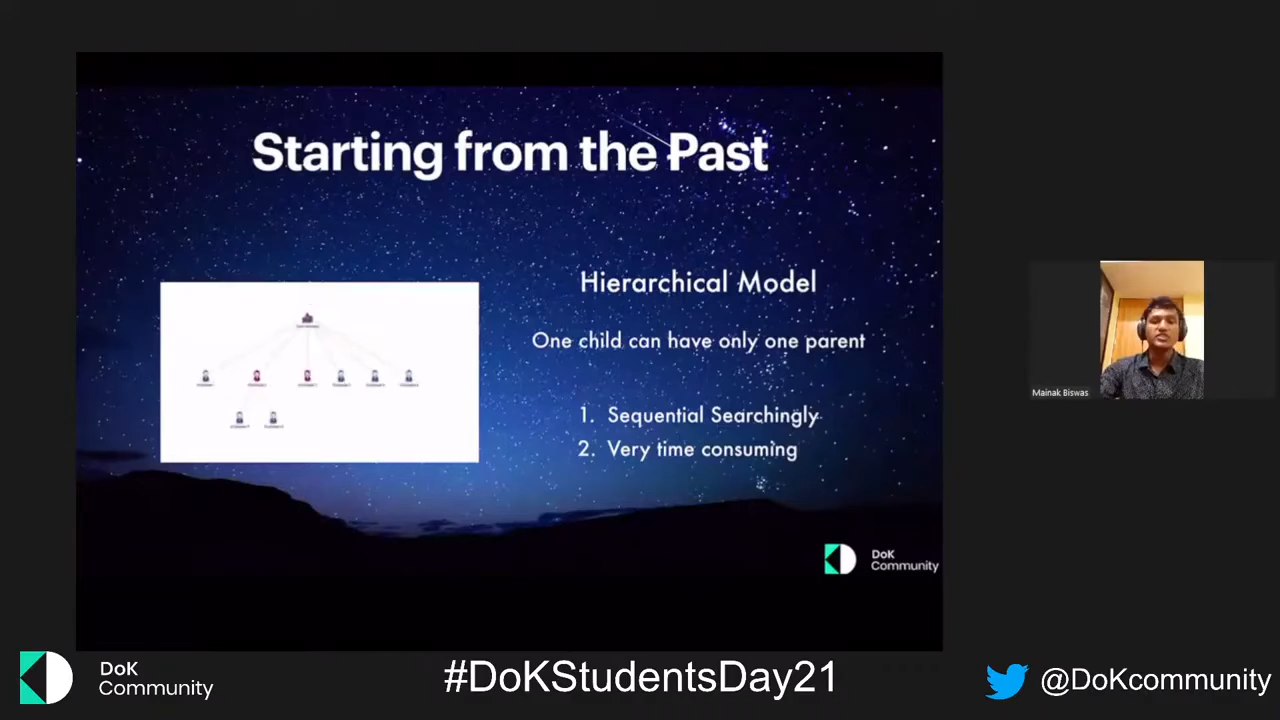 Starting from the Past
Hierarchical Model
One child can have only one parent
1. Sequential Searchingly
2. Very time consuming
DoK
Community
Mainak Biswas
DoK
Community
#DoKStudentsDay21
@DoKcommunity